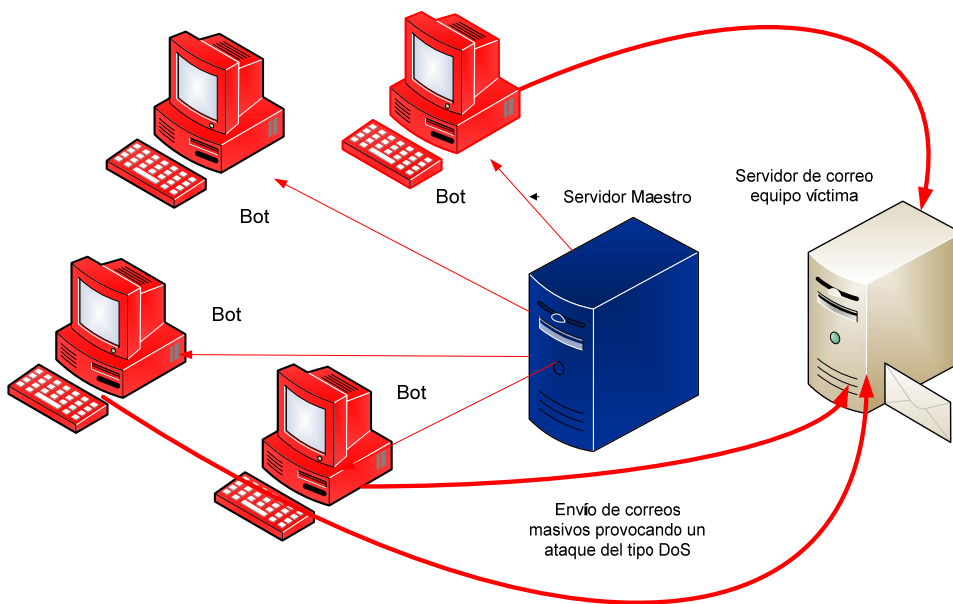 Servidor de correo
equipo víctima
Servidor Maestro
Bot
Bot
Bot
Bot
Envío de correos
masivos provocando un
ataque del tipo DoS